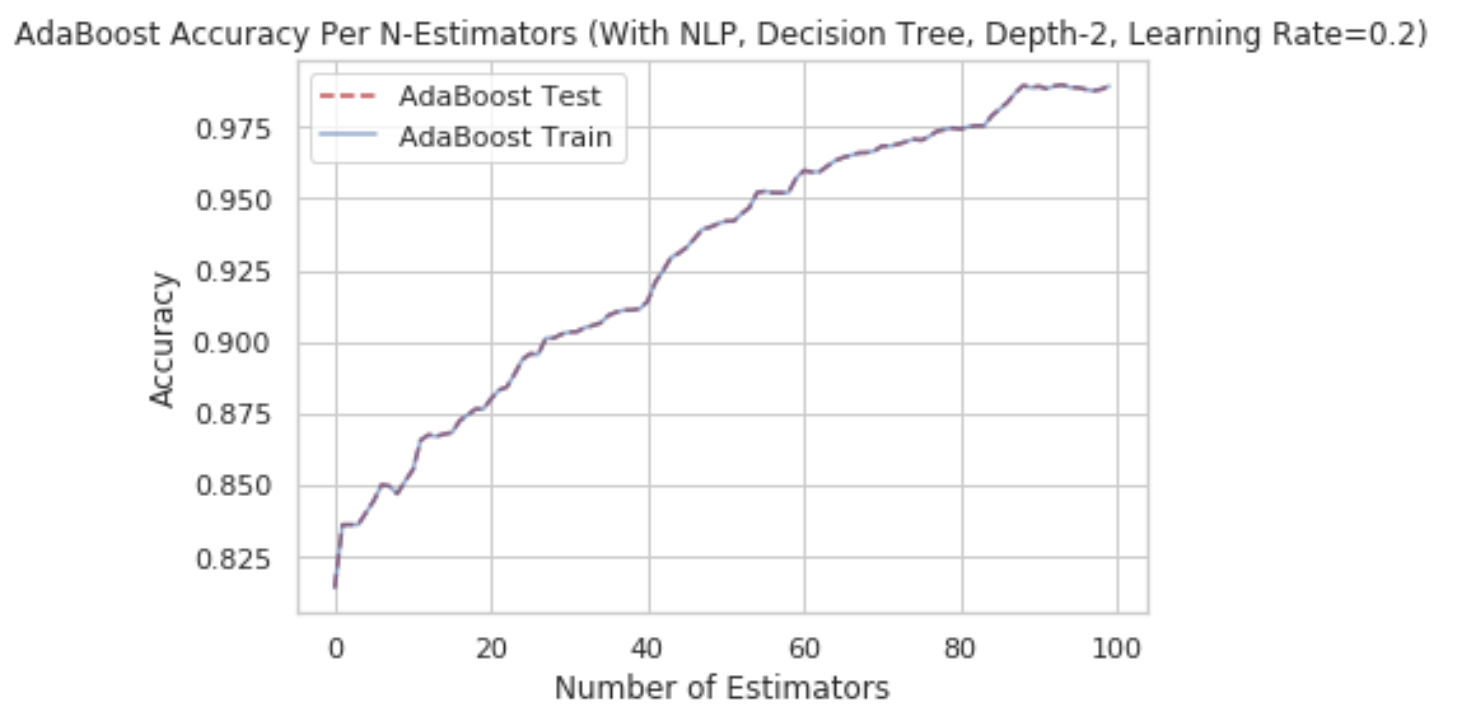 AdaBoost Accuracy Per N-Estimators (With NLP, Decision Tree, Depth-2, Learning Rate=0.2)
AdaBoost Test
AdaBoost Train
0.975
0.950
0.925
0.900
0.875
0.850
0.825
Accuracy
0 20 40 60 80 100
Number of Estimators